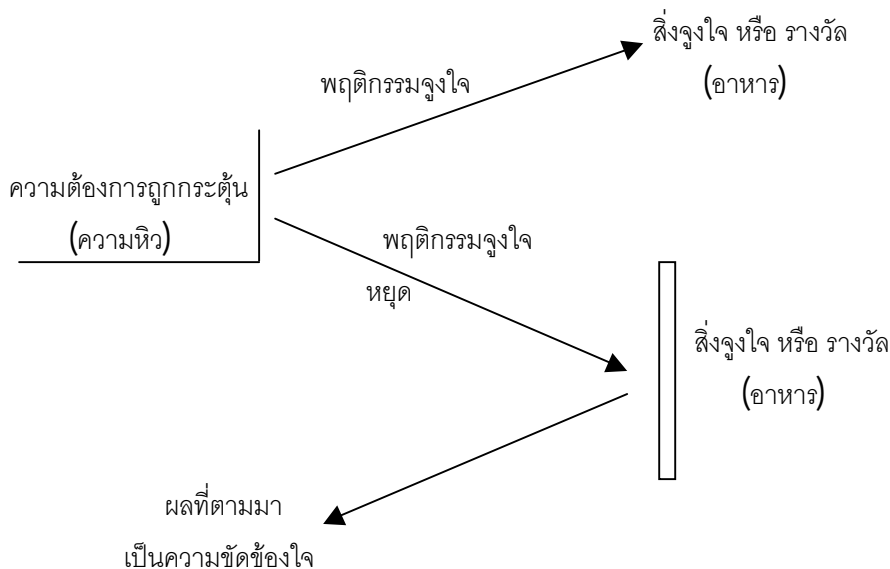 สิ่งจูงใจ หรือ รางวัล
(อาหาร)
พฤติกรรมจูงใจ
ความต้องการถูกกระตุ้น
(ความหิว)
พฤติกรรมจูงใจ
หยุด
สิ่งจูงใจ หรือ รางวัล
(อาหาร)
ผลที่ตามมา
เป็นความขัดข้องใจ